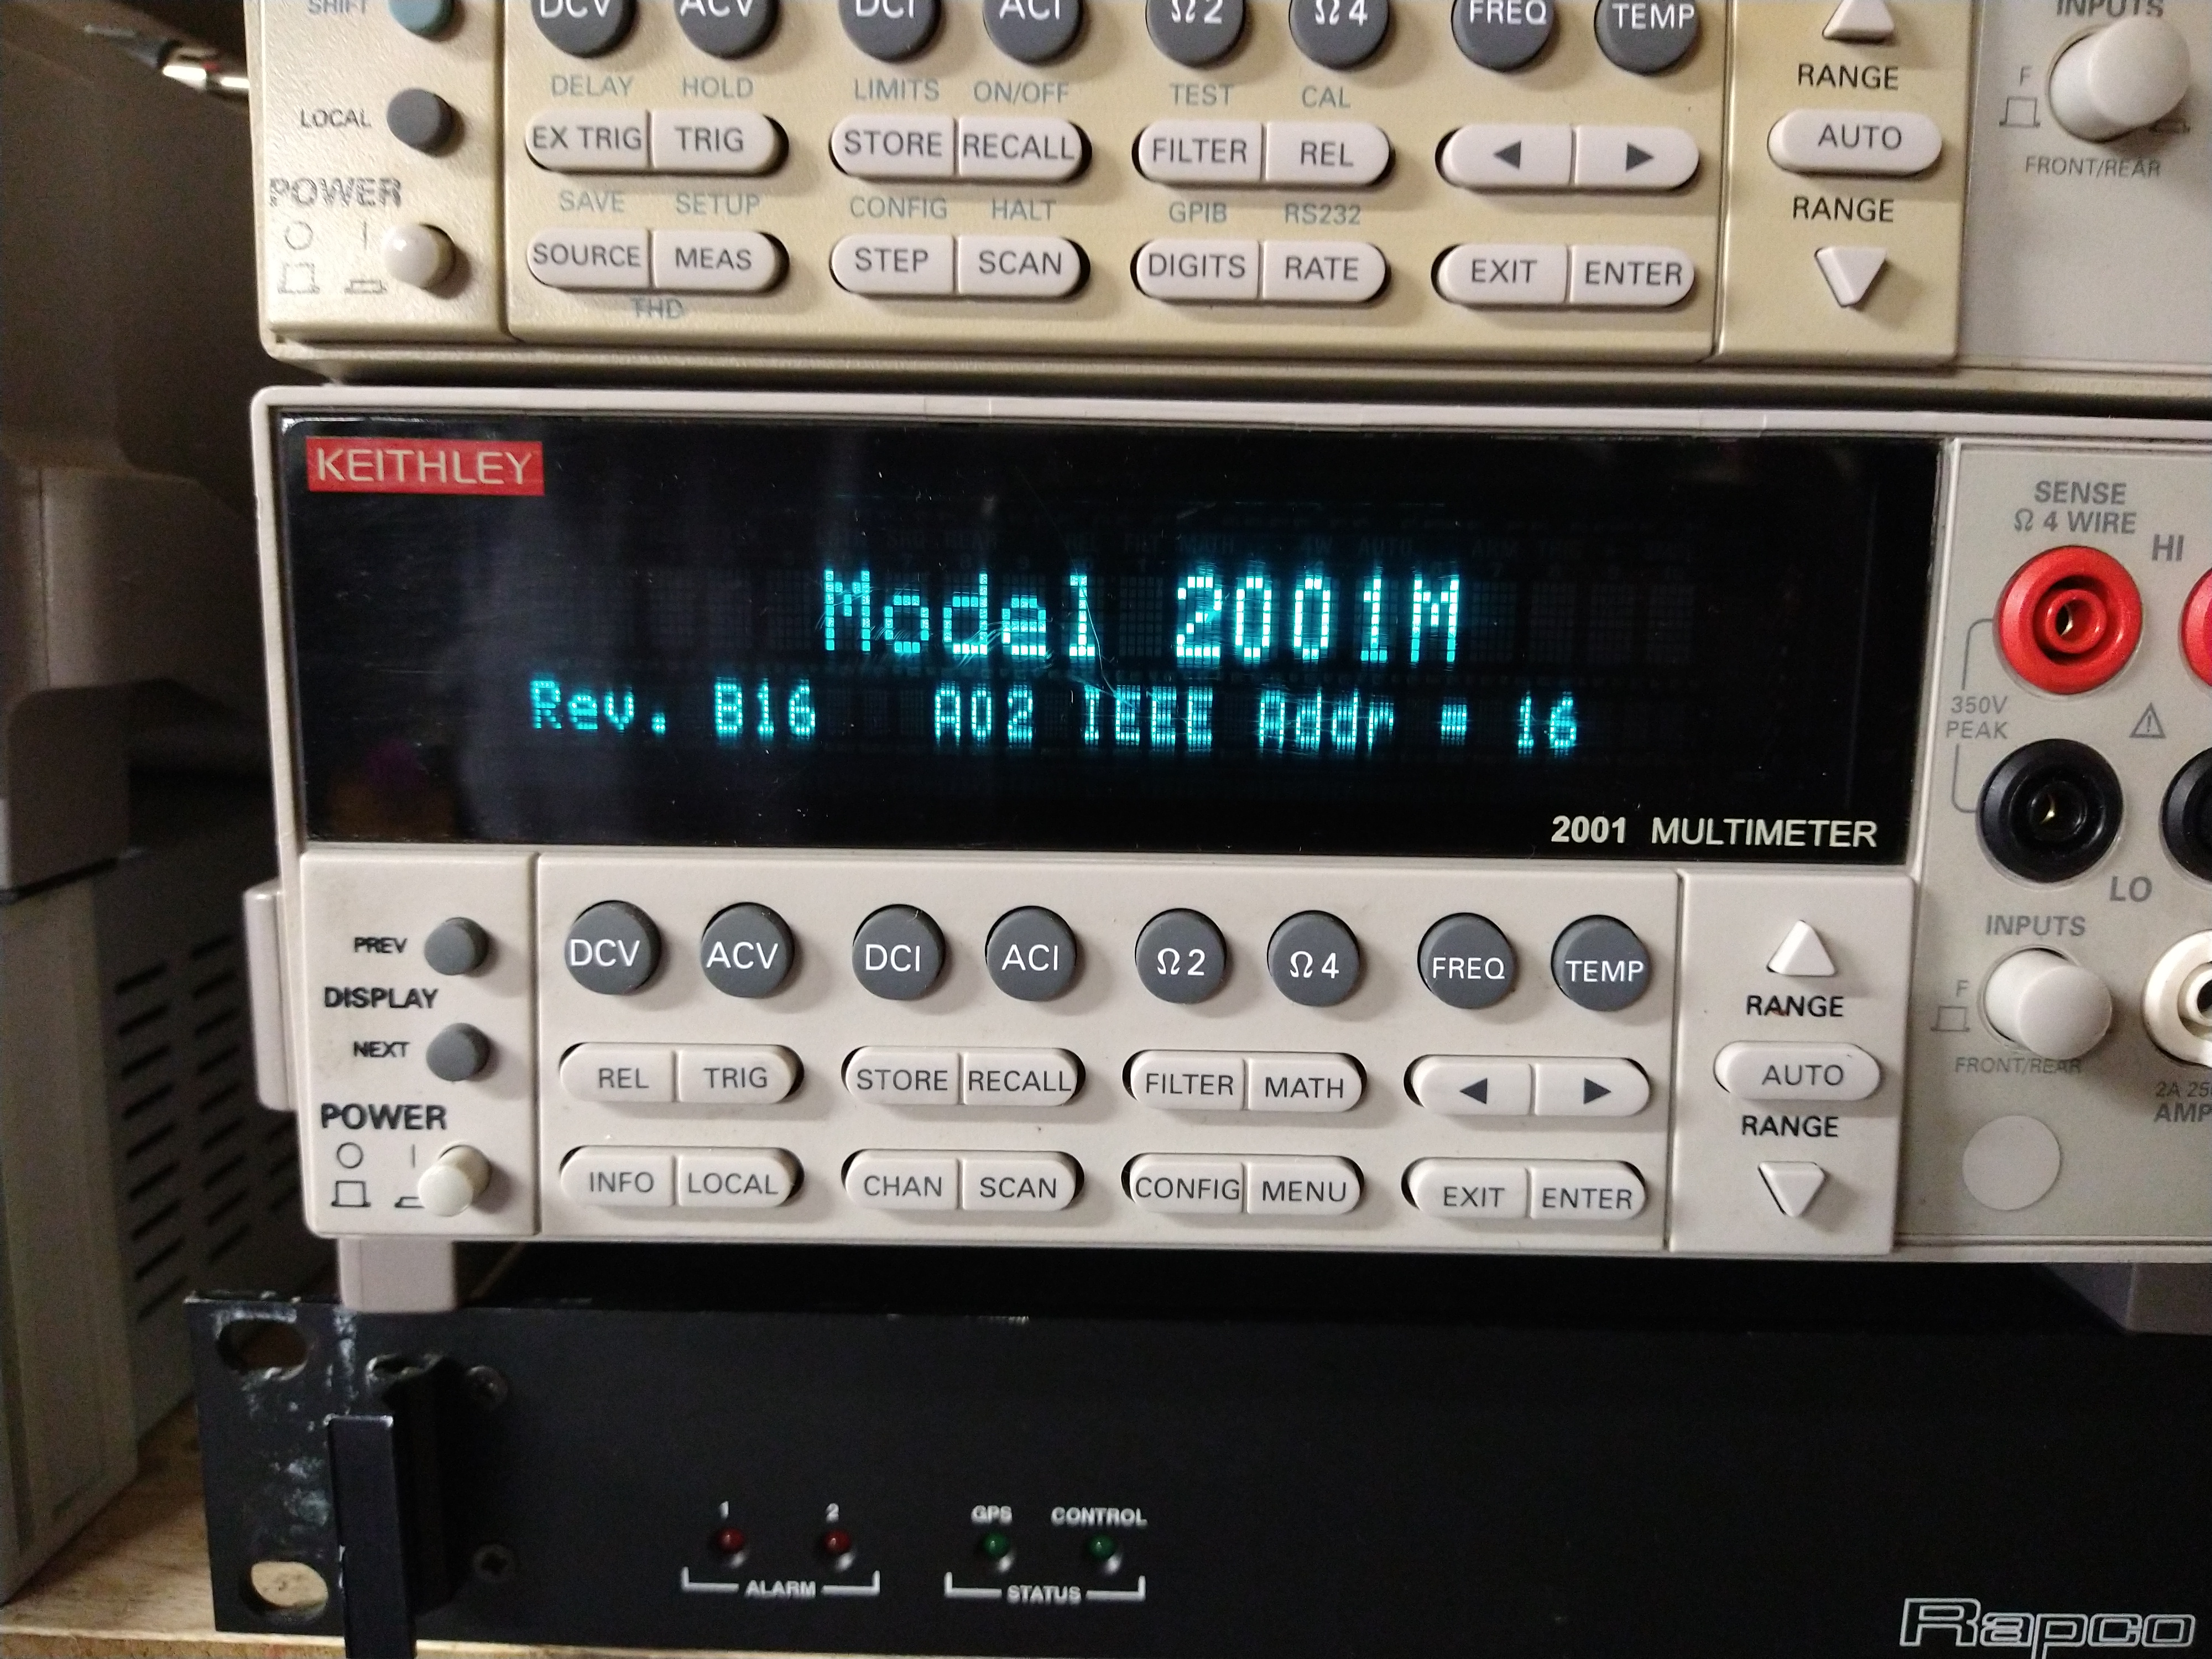 SHIFT
DCV ACV DCI ACI Ω2 Ω4 FREQ TEMP
INPUTS
DELAY HOLD LIMITS ON/OFF TEST CAL
RANGE
F
LOCAL
EX TRIG TRIG STORE RECALL FILTER REL ◀ ▶
AUTO
FRONT/REAR
POWER
SAVE SETUP CONFIG HALT GPIB RS232
RANGE
SOURCE MEAS STEP SCAN DIGITS RATE EXIT ENTER
THD
KEITHLEY
SENSE
Ω 4 WIRE
HI
Model 2001M
Rev. B16 A02 IEEE Addr = 16
350V
PEAK
2001 MULTIMETER
LO
INPUTS
PREV
DCV ACV DCI ACI Ω2 Ω4 FREQ TEMP
DISPLAY
RANGE
F
NEXT
FRONT/REAR
REL TRIG STORE RECALL FILTER MATH ◀ ▶
AUTO
2A 25
AMP
POWER
RANGE
INFO LOCAL CHAN SCAN CONFIG MENU EXIT ENTER
1 2 GPS CONTROL
ALARM STATUS
Rapco